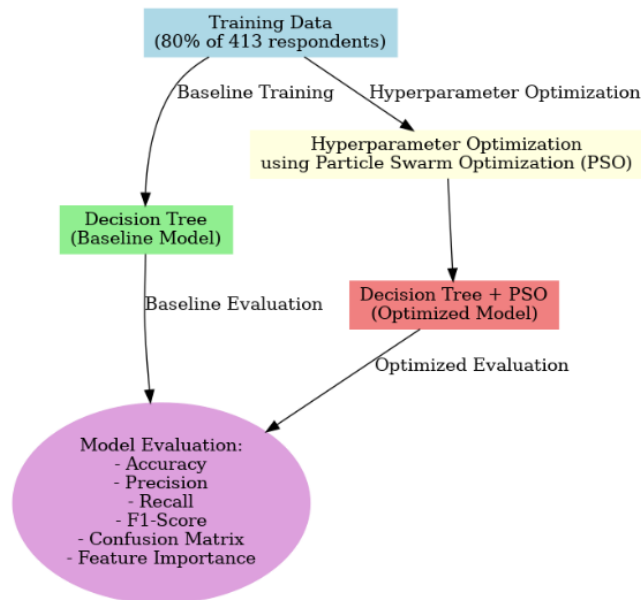 Training Data
(80% of 413 respondents)
Baseline Training
Hyperparameter Optimization
Hyperparameter Optimization
using Particle Swarm Optimization (PSO)
Decision Tree
(Baseline Model)
Decision Tree + PSO
(Optimized Model)
Baseline Evaluation
Optimized Evaluation
Model Evaluation:
- Accuracy
- Precision
- Recall
- F1-Score
- Confusion Matrix
- Feature Importance